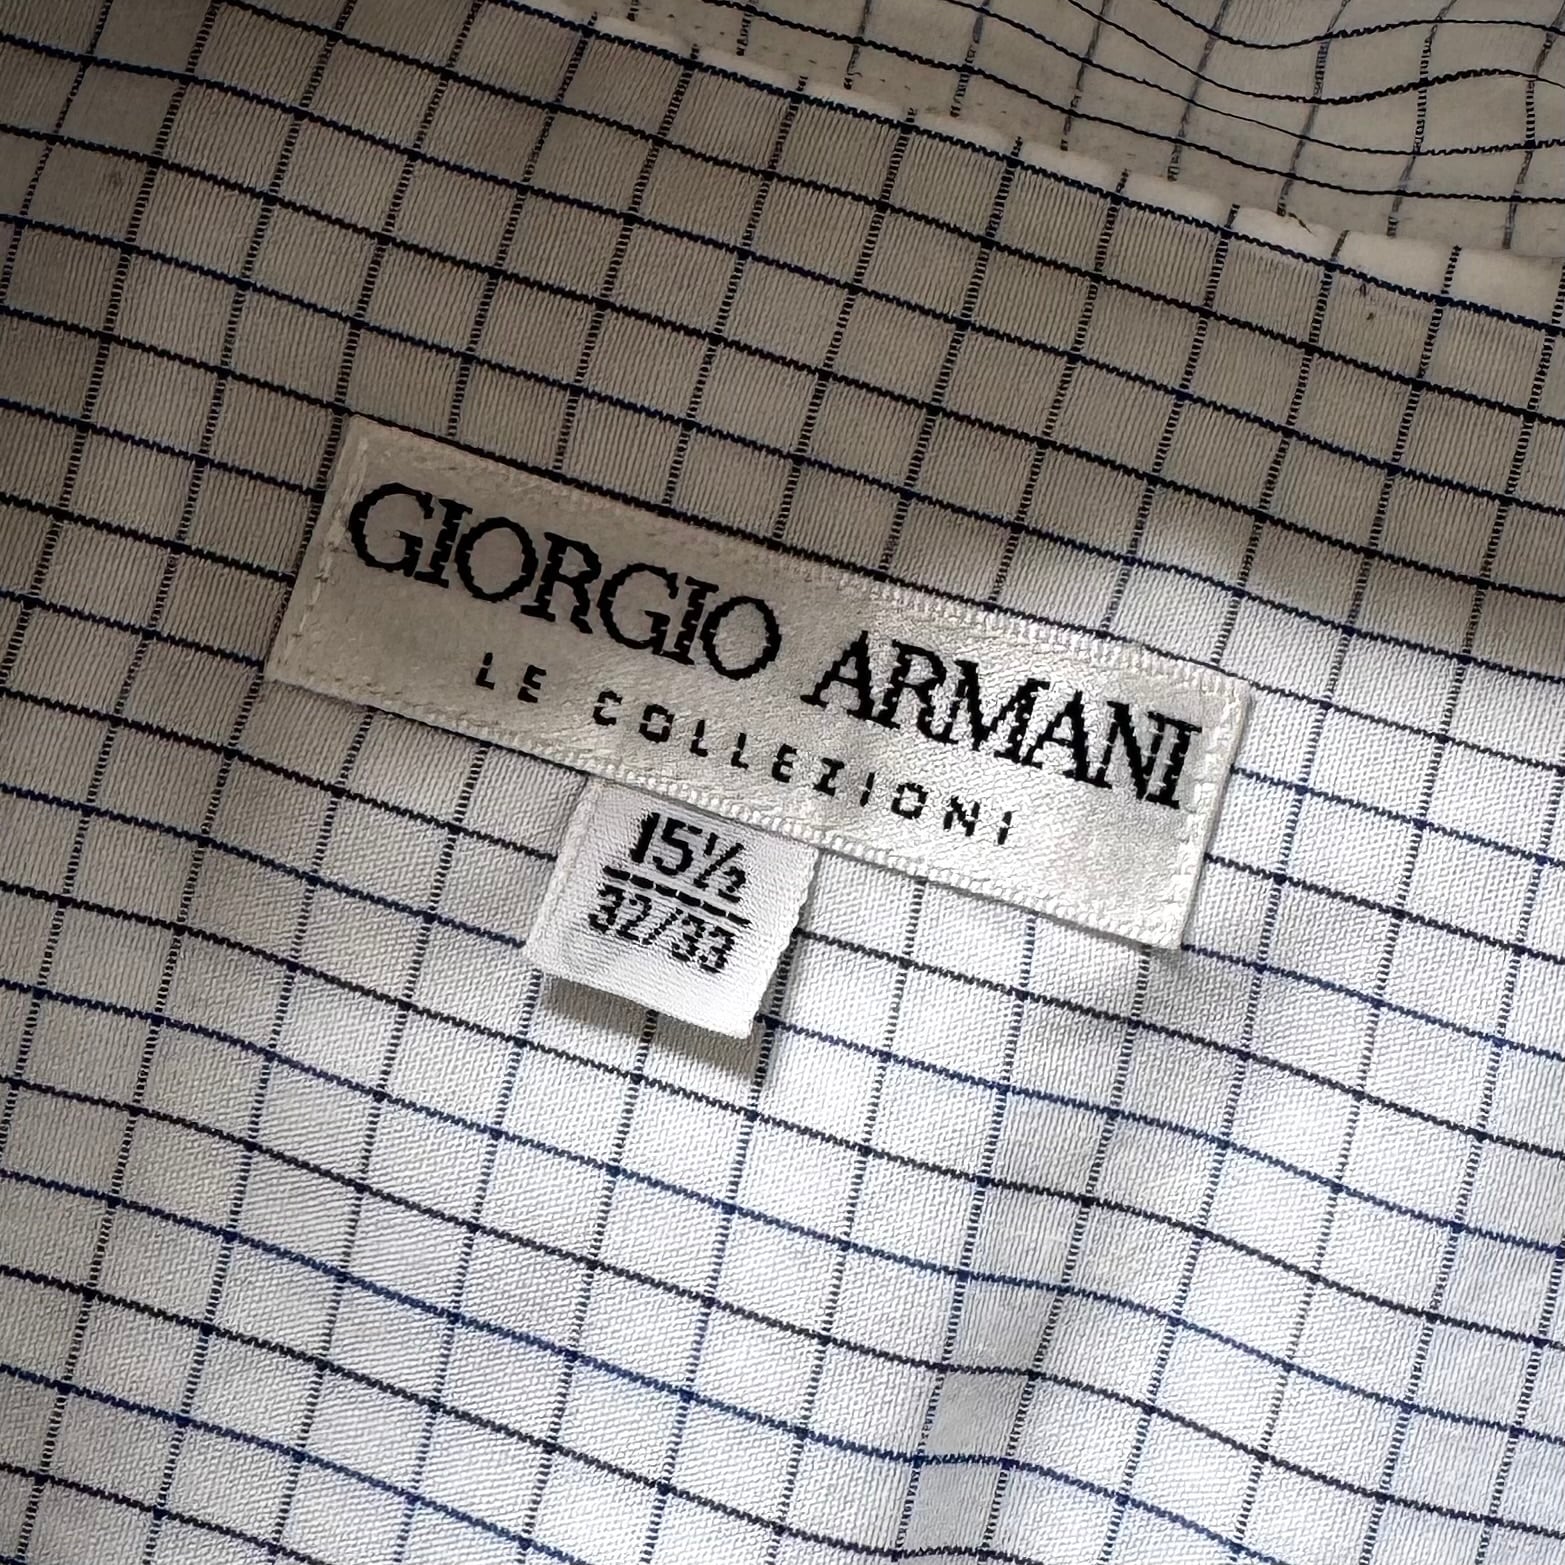 GIORGIO ARMANI
LE COLLEZIONI
15½
32/33